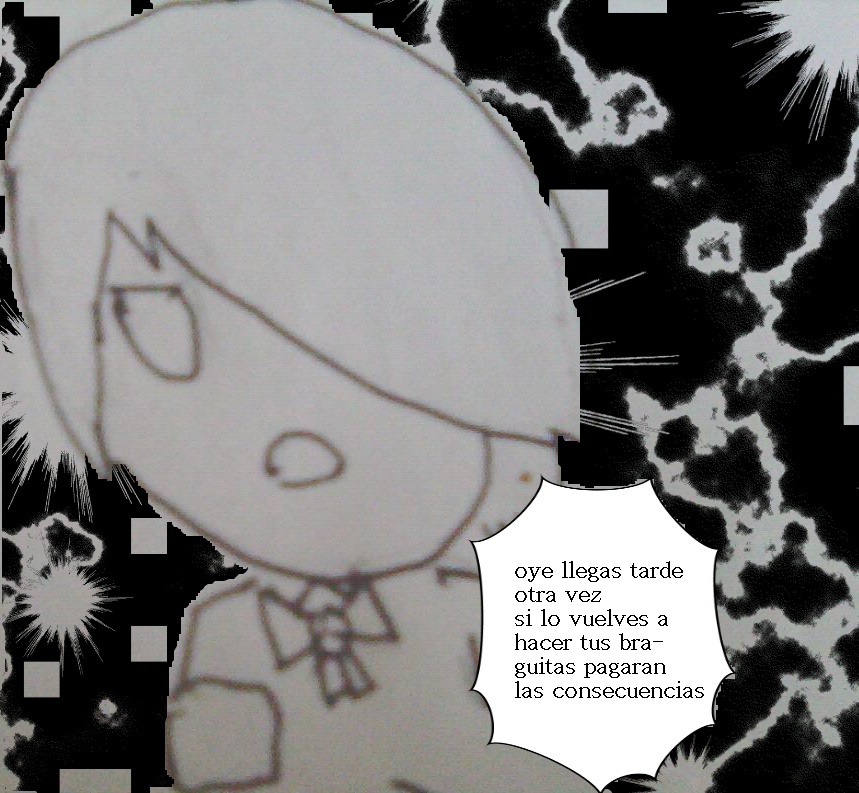 oye llegas tarde
otra vez
si lo vuelves a
hacer tus bra-
guitas pagaran
las consecuencias